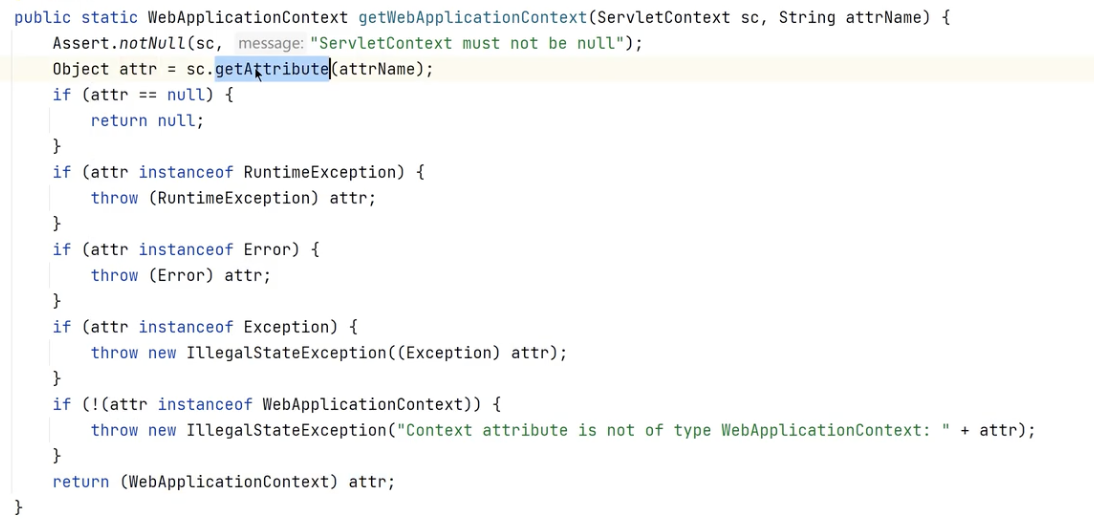 public static WebApplicationContext getWebApplicationContext(ServletContext sc, String attrName) {
    Assert.notNull(sc, message: "ServletContext must not be null");
    Object attr = sc.getAttribute(attrName);
    if (attr == null) {
        return null;
    }
    if (attr instanceof RuntimeException) {
        throw (RuntimeException) attr;
    }
    if (attr instanceof Error) {
        throw (Error) attr;
    }
    if (attr instanceof Exception) {
        throw new IllegalStateException((Exception) attr);
    }
    if (!(attr instanceof WebApplicationContext)) {
        throw new IllegalStateException("Context attribute is not of type WebApplicationContext: " + attr);
    }
    return (WebApplicationContext) attr;
}